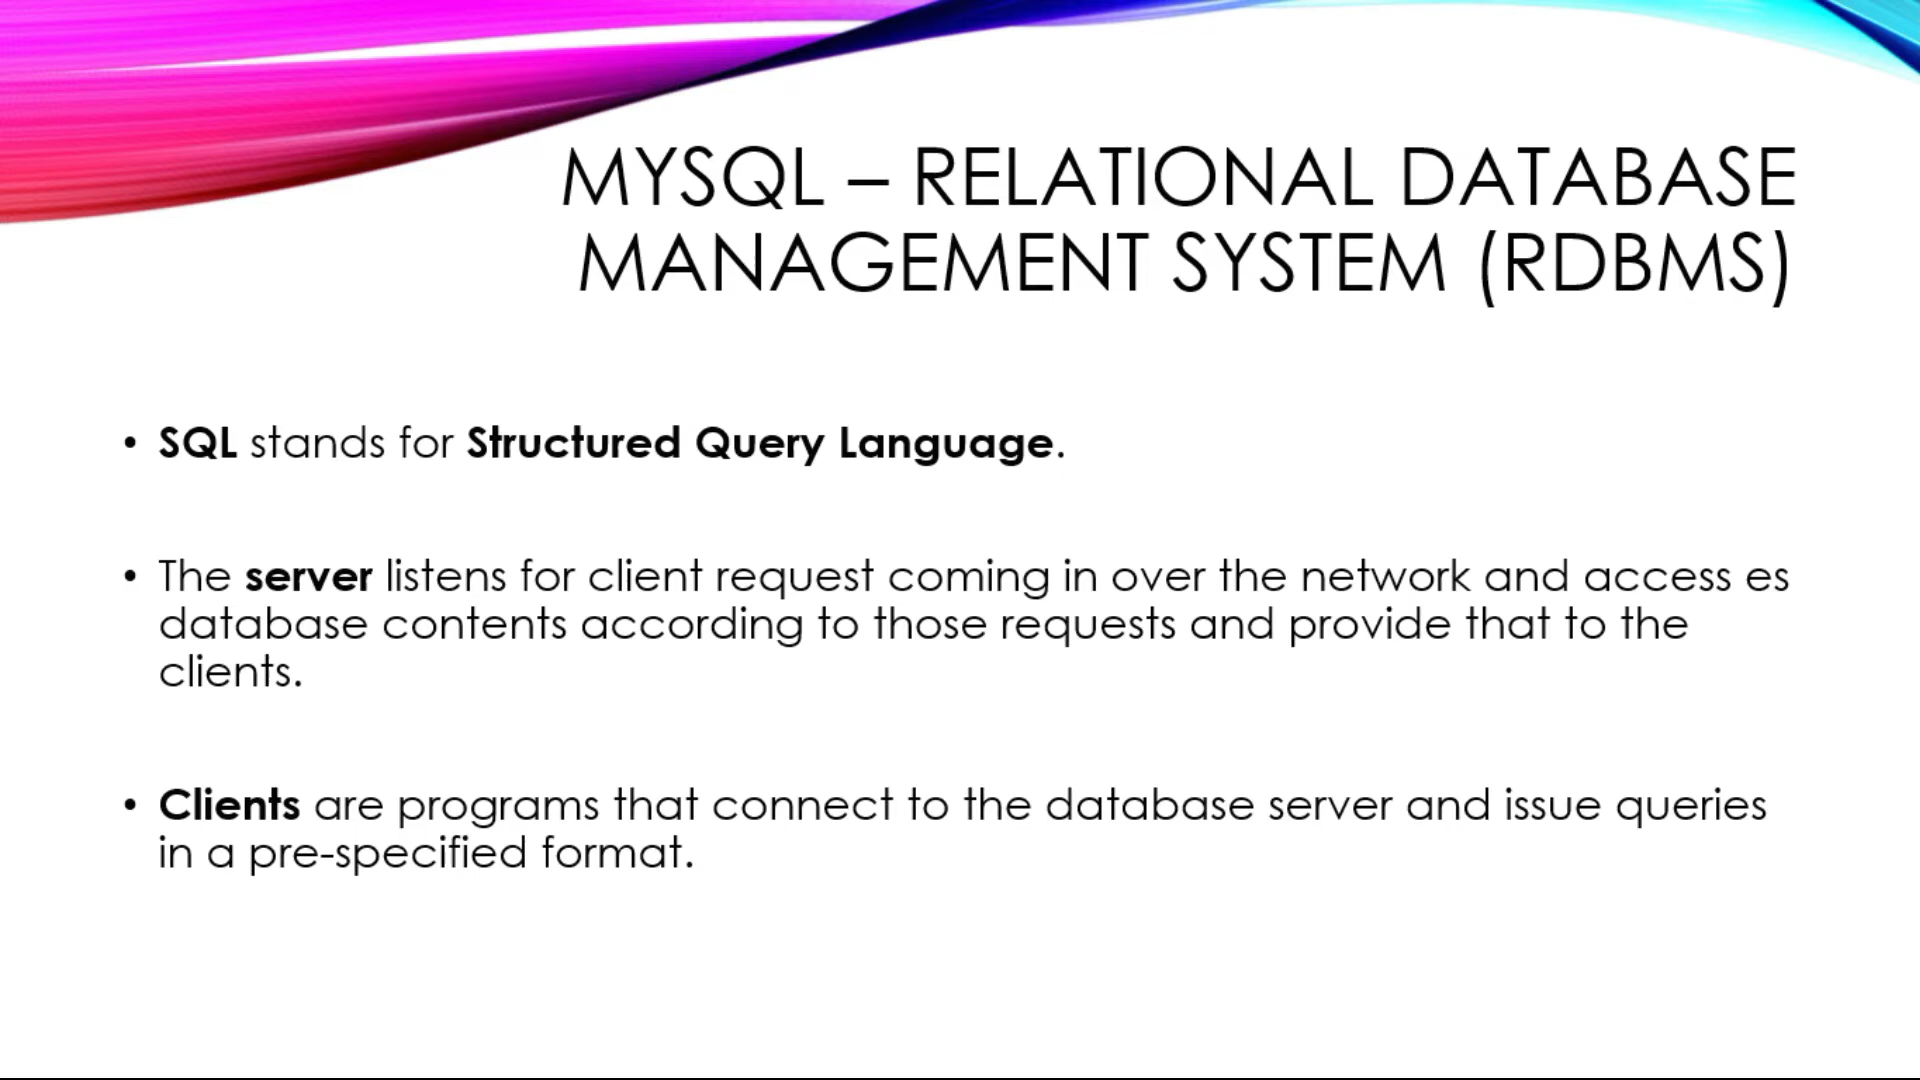 MYSQL – RELATIONAL DATABASE
MANAGEMENT SYSTEM (RDBMS)
• SQL stands for Structured Query Language.
• The server listens for client request coming in over the network and access es
database contents according to those requests and provide that to the
clients.
• Clients are programs that connect to the database server and issue queries
in a pre-specified format.